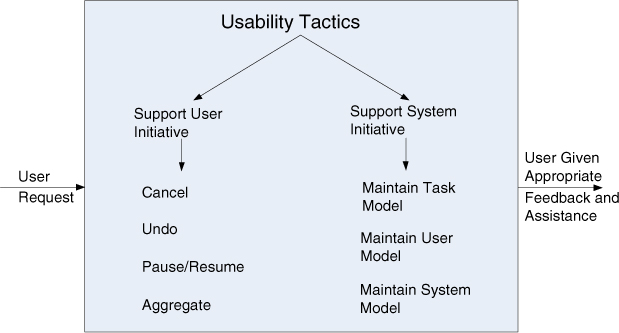 Usability Tactics
Support User
Initiative
Support System
Initiative
User
Request
Cancel
Undo
Pause/Resume
Aggregate
Maintain Task
Model
Maintain User
Model
Maintain System
Model
User Given
Appropriate
Feedback and
Assistance